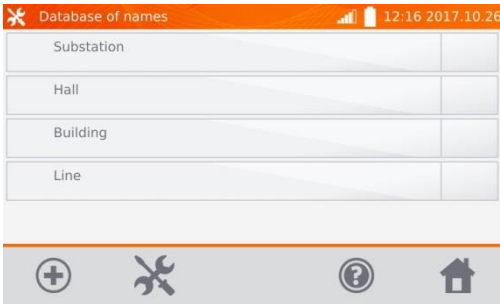 Database of names 12:16 2017.10.26
Substation
Hall
Building
Line